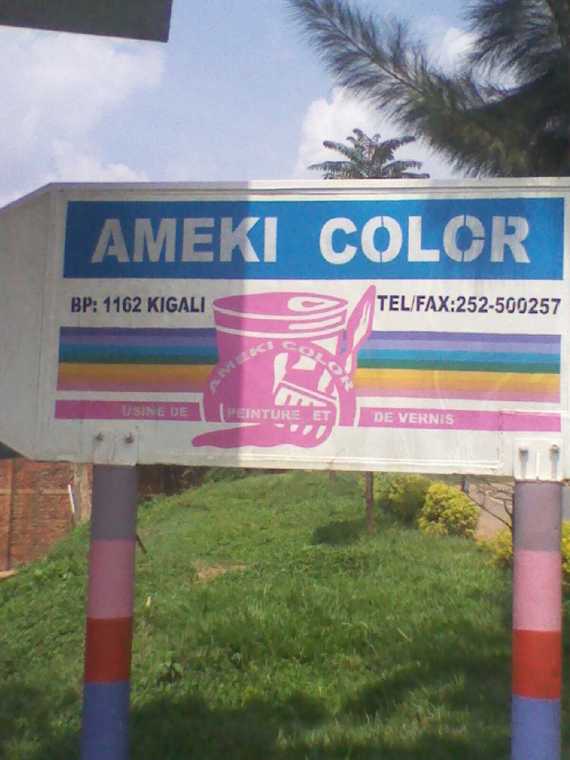 AMEKI COLOR
BP: 1162 KIGALI TEL/FAX:252-500257
AMEKI COLOR
USINE DE PEINTURE ET DE VERNIS